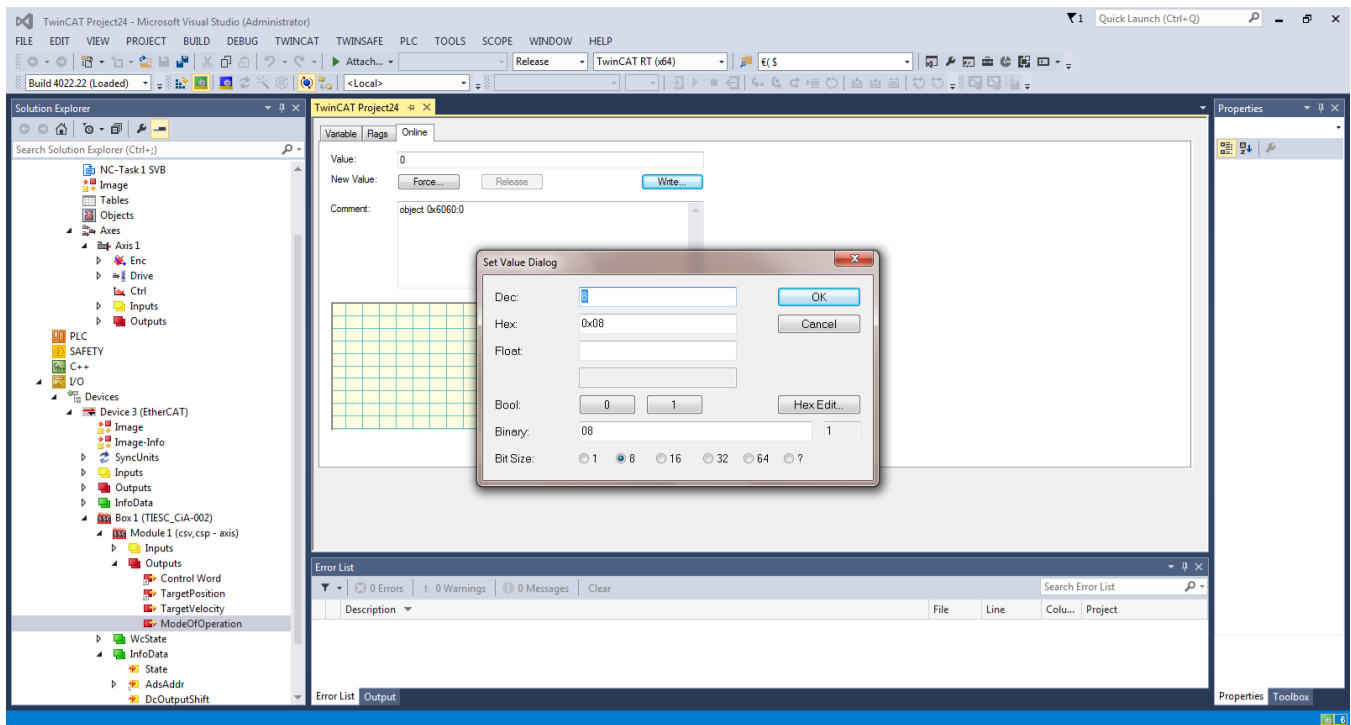 TwinCAT Project24 - Microsoft Visual Studio (Administrator)
1
Quick Launch (Ctrl+Q)
FILE EDIT VIEW PROJECT BUILD DEBUG TWINCAT TWINSAFE PLC TOOLS SCOPE WINDOW HELP
Attach... Release TwinCAT RT (x64) €($
Build 4022.22 (Loaded) <Local>
Solution Explorer
Search Solution Explorer (Ctrl+;)
NC-Task 1 SVB
Image
Tables
Objects
Axes
Axis 1
Enc
Drive
Ctrl
Inputs
Outputs
PLC
SAFETY
C++
I/O
Devices
Device 3 (EtherCAT)
Image
Image-Info
SyncUnits
Inputs
Outputs
InfoData
Box 1 (TIESC_CiA-002)
Module 1 (csv,csp - axis)
Inputs
Outputs
Control Word
TargetPosition
TargetVelocity
ModeOfOperation
WcState
InfoData
State
AdsAddr
DcOutputShift
TwinCAT Project24
Variable Flags Online
Value: 0
New Value: Force... Release Write...
Comment: object 0x6060:0
Set Value Dialog
Dec: 8 OK
Hex: 0x08 Cancel
Float:
Bool: 0 1 Hex Edit...
Binary: 08 1
Bit Size: 1 8 16 32 64 ?
Error List
0 Errors 0 Warnings 0 Messages Clear
Search Error List
Description File Line Colu... Project
Error List Output
Properties
Properties Toolbox
6